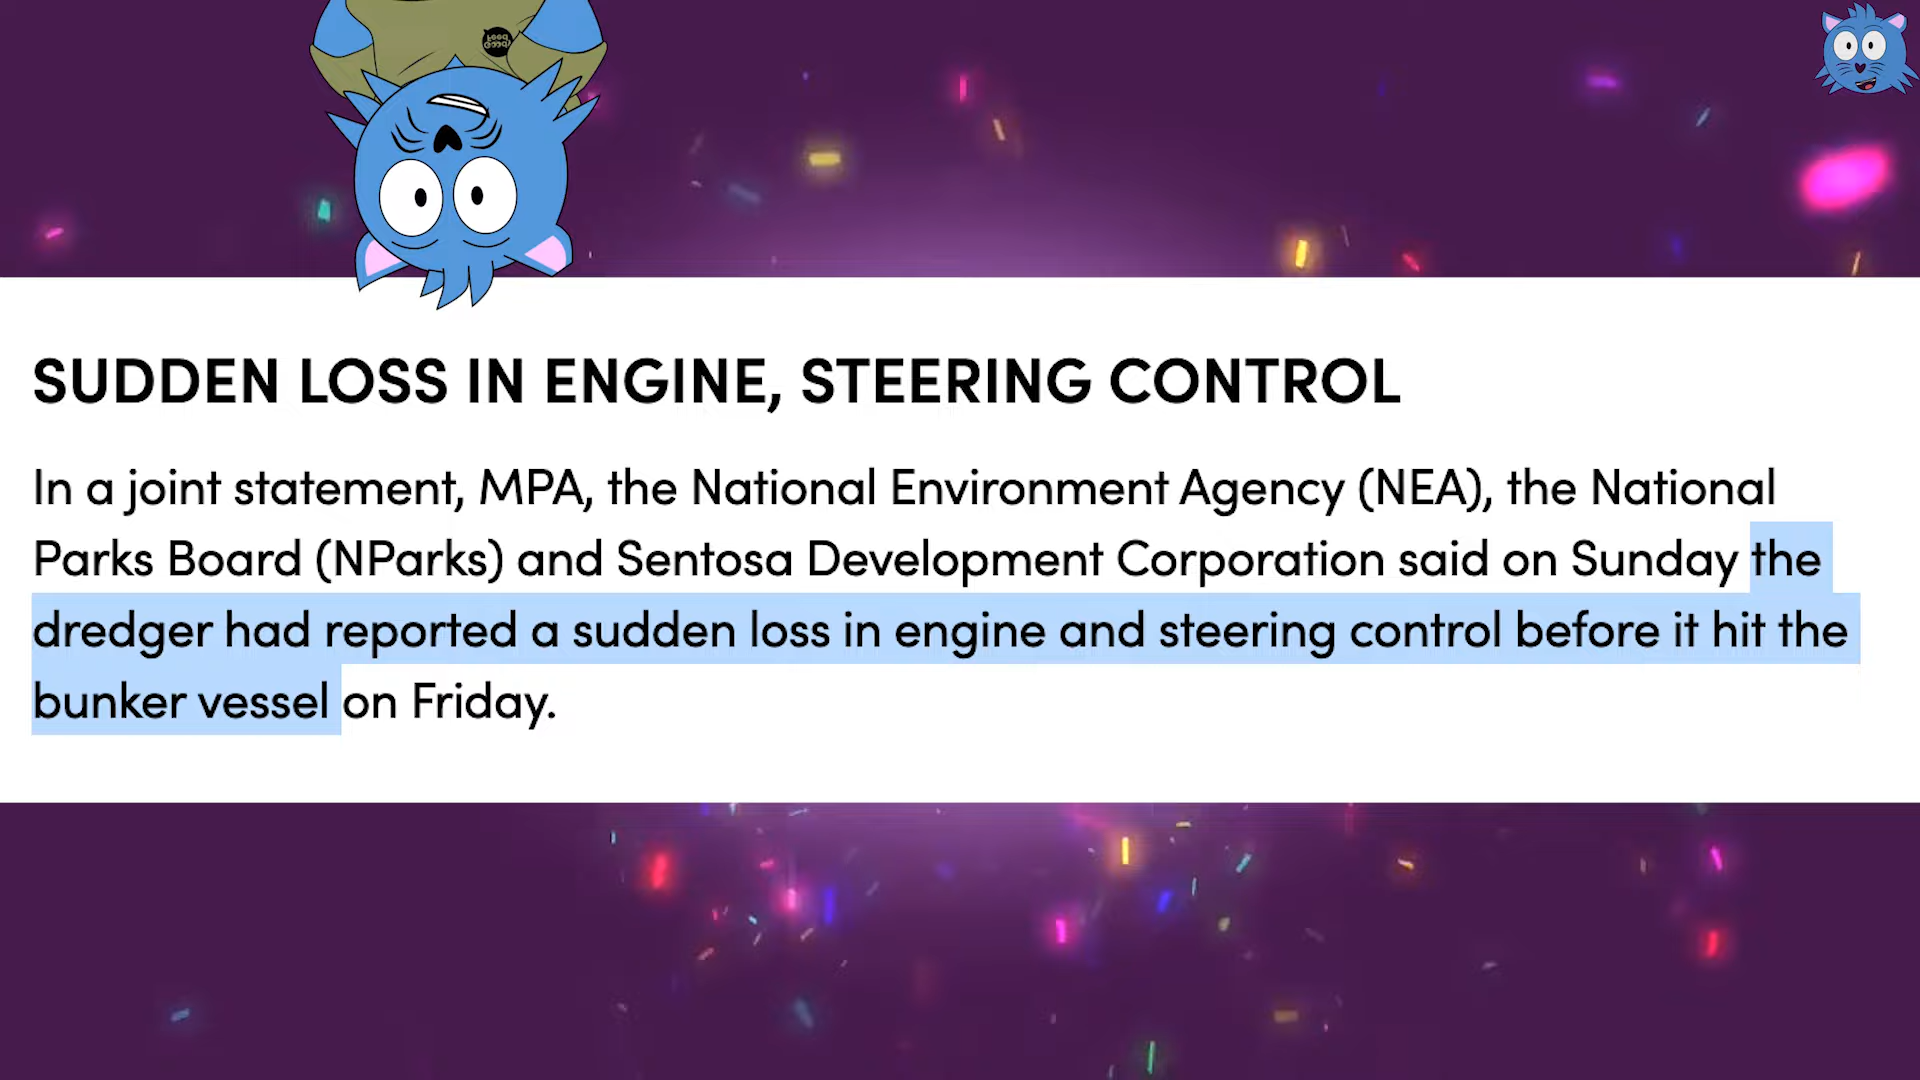 Feed
Good
SUDDEN LOSS IN ENGINE, STEERING CONTROL
In a joint statement, MPA, the National Environment Agency (NEA), the National
Parks Board (NParks) and Sentosa Development Corporation said on Sunday the
dredger had reported a sudden loss in engine and steering control before it hit the
bunker vessel on Friday.